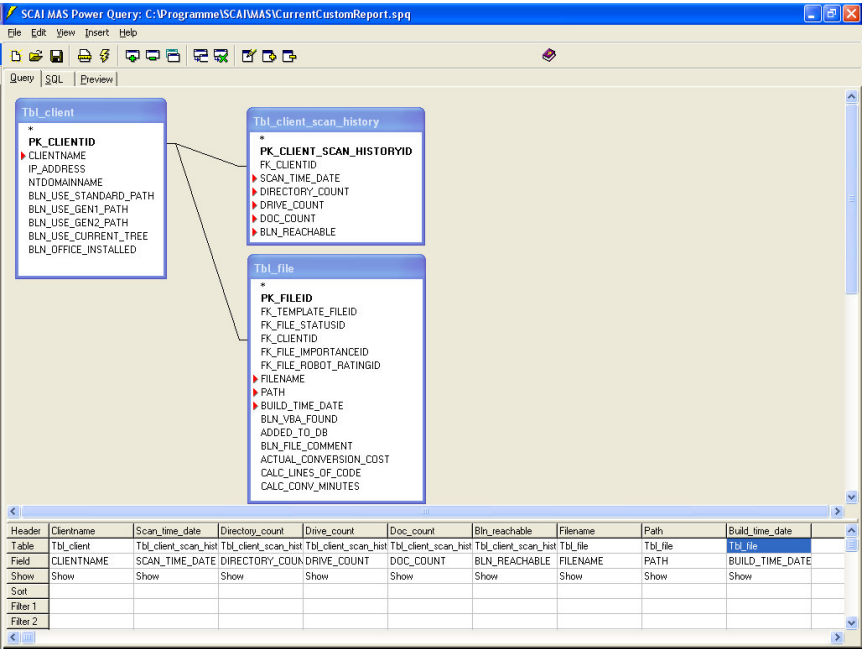 SCAI MAS Power Query: C:\Programme\SCAI\MAS\CurrentCustomReport.spq
File Edit View Insert Help
Query SQL Preview
Tbl_client
*
PK_CLIENTID
CLIENTNAME
IP_ADDRESS
NTDOMAINNAME
BLN_USE_STANDARD_PATH
BLN_USE_GEN1_PATH
BLN_USE_GEN2_PATH
BLN_USE_CURRENT_TREE
BLN_OFFICE_INSTALLED
Tbl_client_scan_history
*
PK_CLIENT_SCAN_HISTORYID
FK_CLIENTID
SCAN_TIME_DATE
DIRECTORY_COUNT
DRIVE_COUNT
DOC_COUNT
BLN_REACHABLE
Tbl_file
*
PK_FILEID
FK_TEMPLATE_FILEID
FK_FILE_STATUSID
FK_CLIENTID
FK_FILE_IMPORTANCEID
FK_FILE_ROBOT_RATINGID
FILENAME
PATH
BUILD_TIME_DATE
BLN_VBA_FOUND
ADDED_TO_DB
BLN_FILE_COMMENT
ACTUAL_CONVERSION_COST
CALC_LINES_OF_CODE
CALC_CONV_MINUTES
Header Clientname Scan_time_date Directory_count Drive_count Doc_count Bln_reachable Filename Path Build_time_date
Table Tbl_client Tbl_client_scan_hist Tbl_client_scan_hist Tbl_client_scan_hist Tbl_client_scan_hist Tbl_client_scan_hist Tbl_file Tbl_file Tbl_file
Field CLIENTNAME SCAN_TIME_DATE DIRECTORY_COUN DRIVE_COUNT DOC_COUNT BLN_REACHABLE FILENAME PATH BUILD_TIME_DATE
Show Show Show Show Show Show Show Show Show Show
Sort
Filter 1
Filter 2